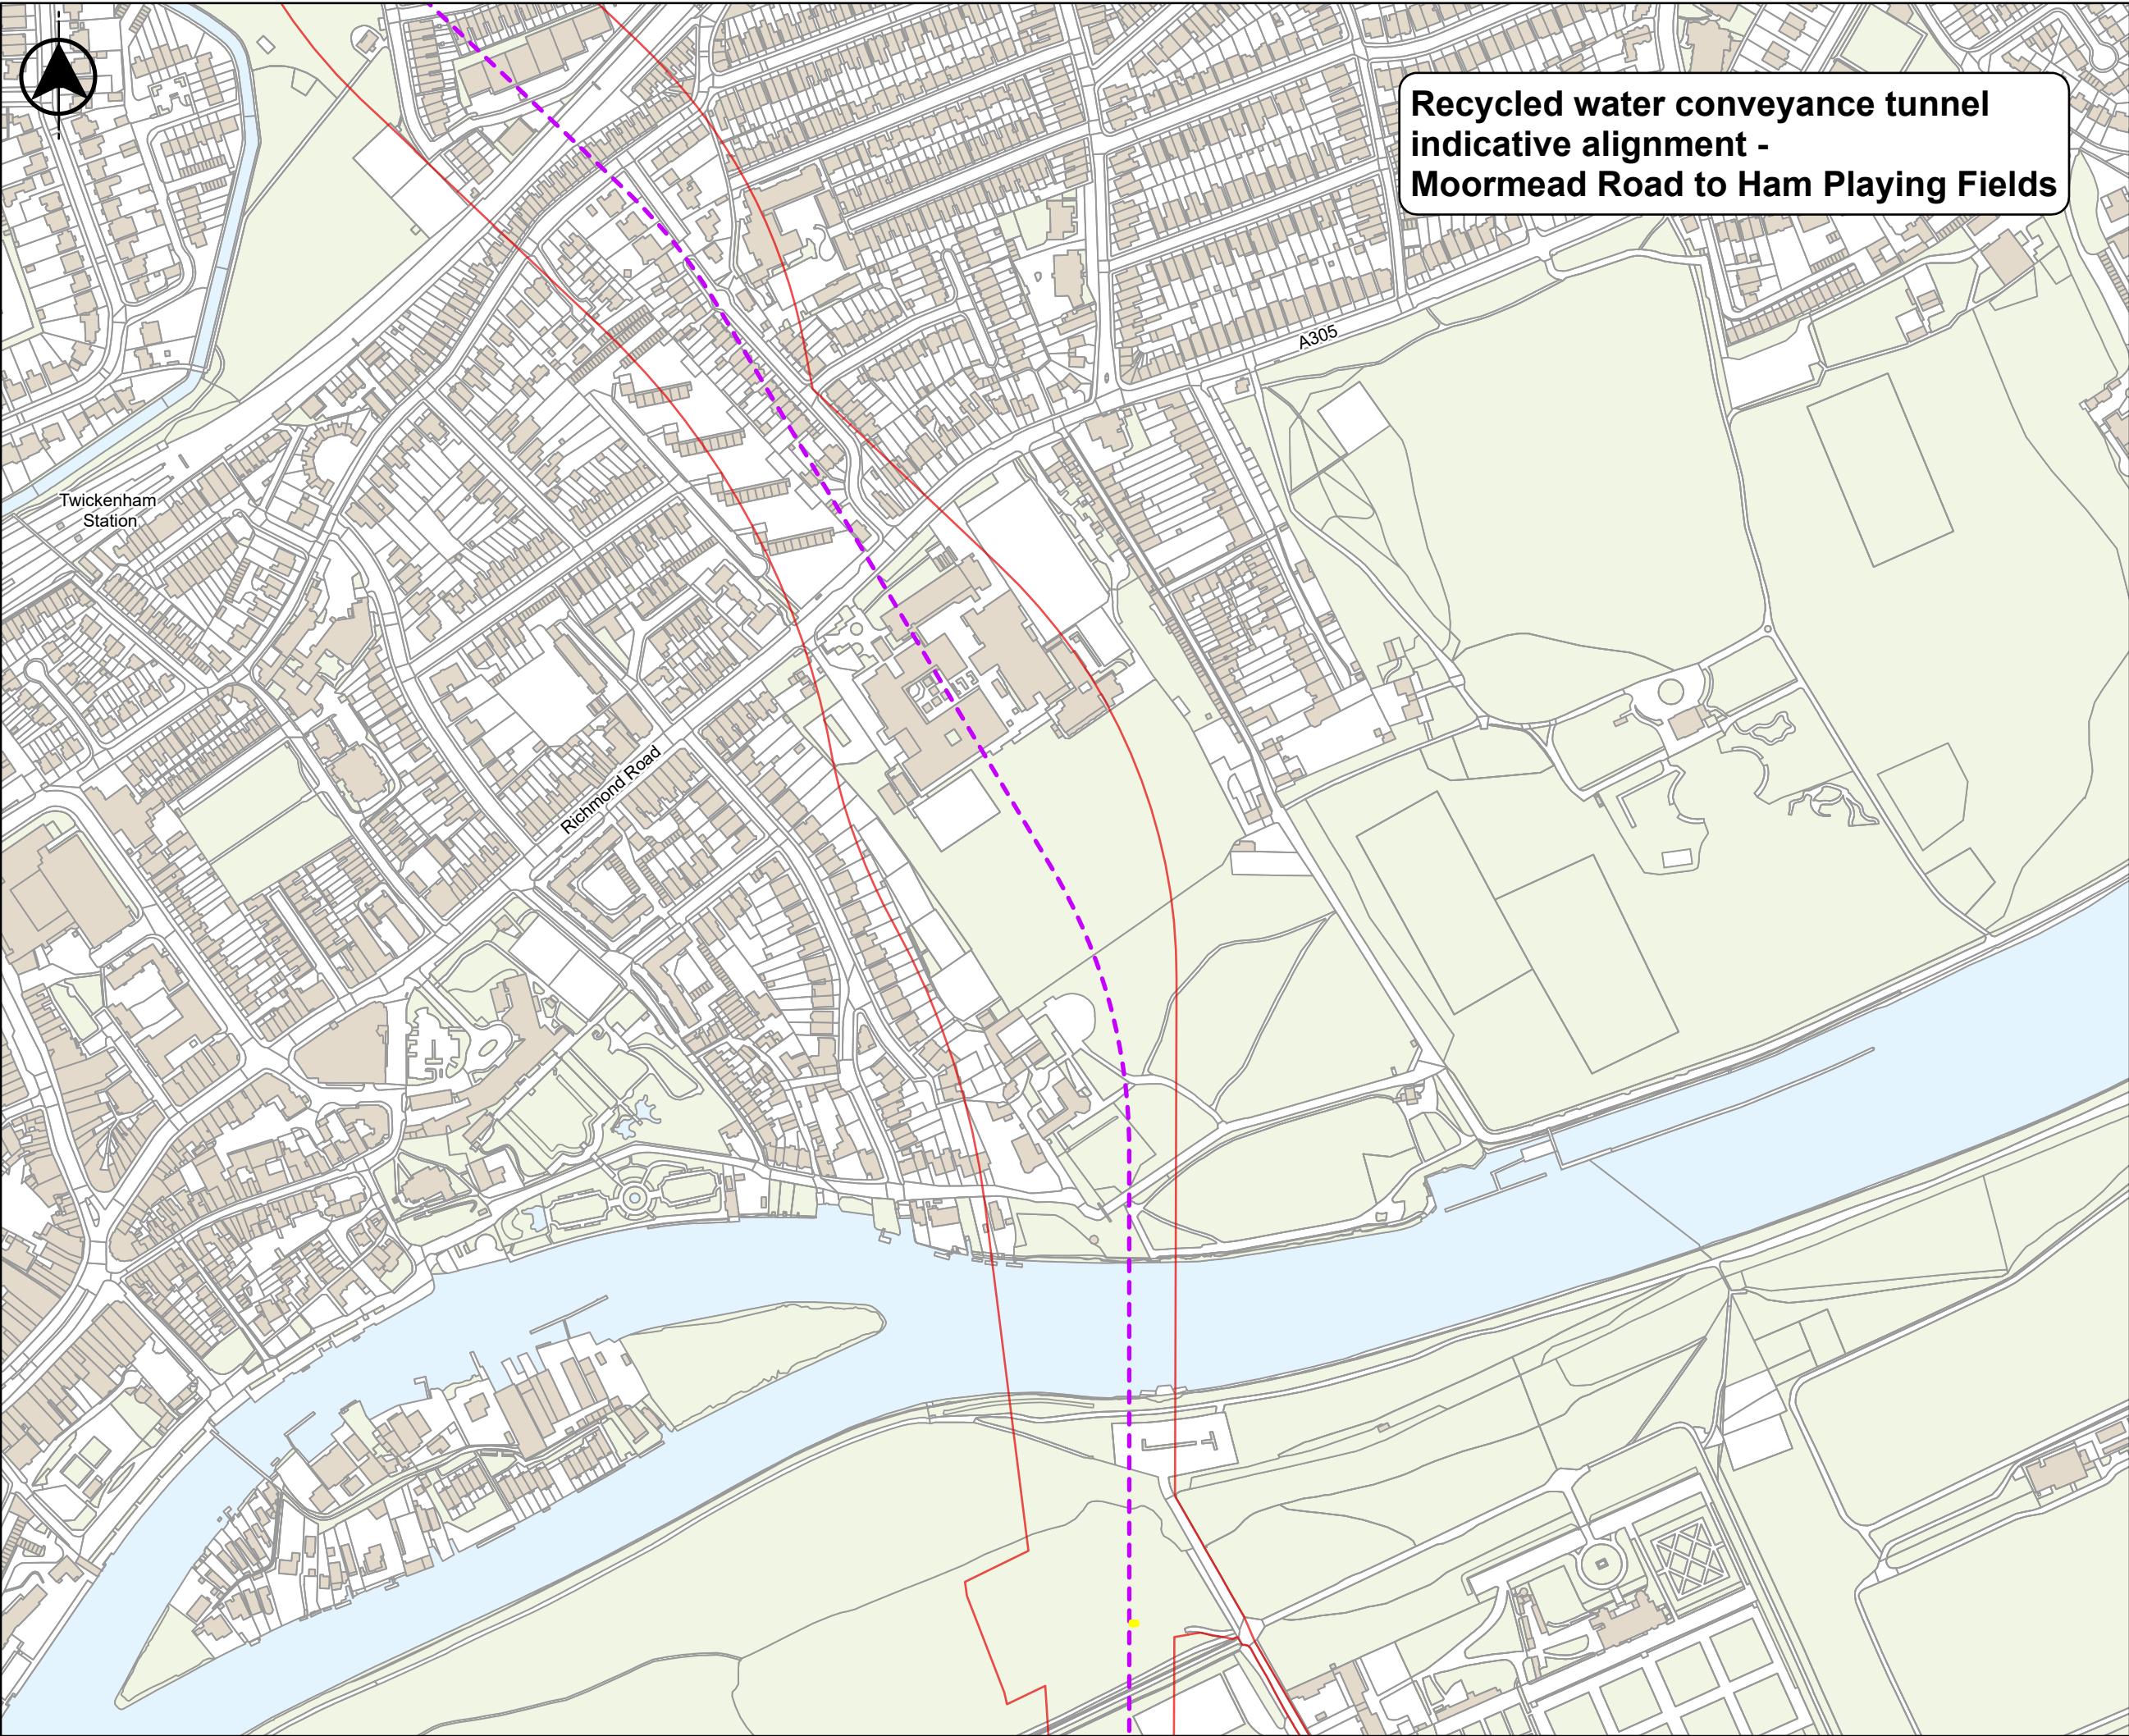 Recycled water conveyance tunnel
indicative alignment -
Moormead Road to Ham Playing Fields
A305
Twickenham
Station
Richmond Road